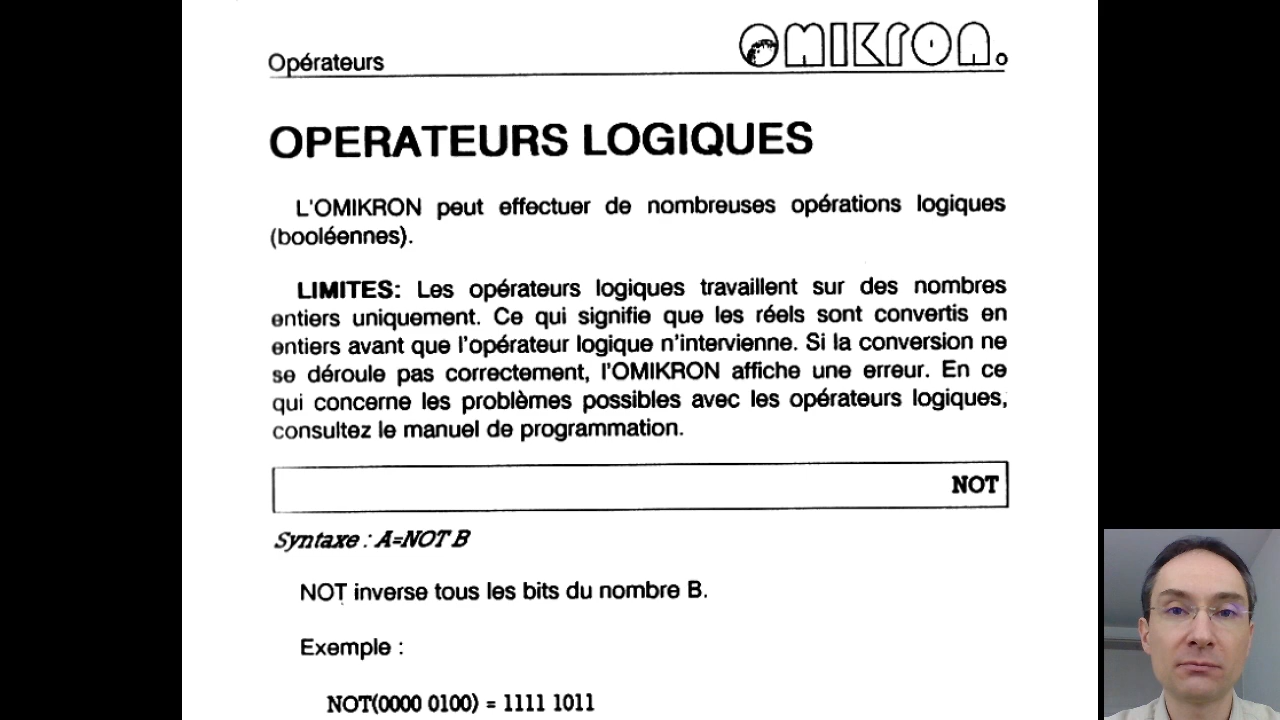 Opérateurs
OMIKRON.
OPERATEURS LOGIQUES
L'OMIKRON peut effectuer de nombreuses opérations logiques
(booléennes).
LIMITES: Les opérateurs logiques travaillent sur des nombres
entiers uniquement. Ce qui signifie que les réels sont convertis en
entiers avant que l'opérateur logique n'intervienne. Si la conversion ne
se déroule pas correctement, l'OMIKRON affiche une erreur. En ce
qui concerne les problèmes possibles avec les opérateurs logiques,
consultez le manuel de programmation.
NOT
Syntaxe : A=NOT B
NOT inverse tous les bits du nombre B.
Exemple :
NOT(0000 0100) = 1111 1011